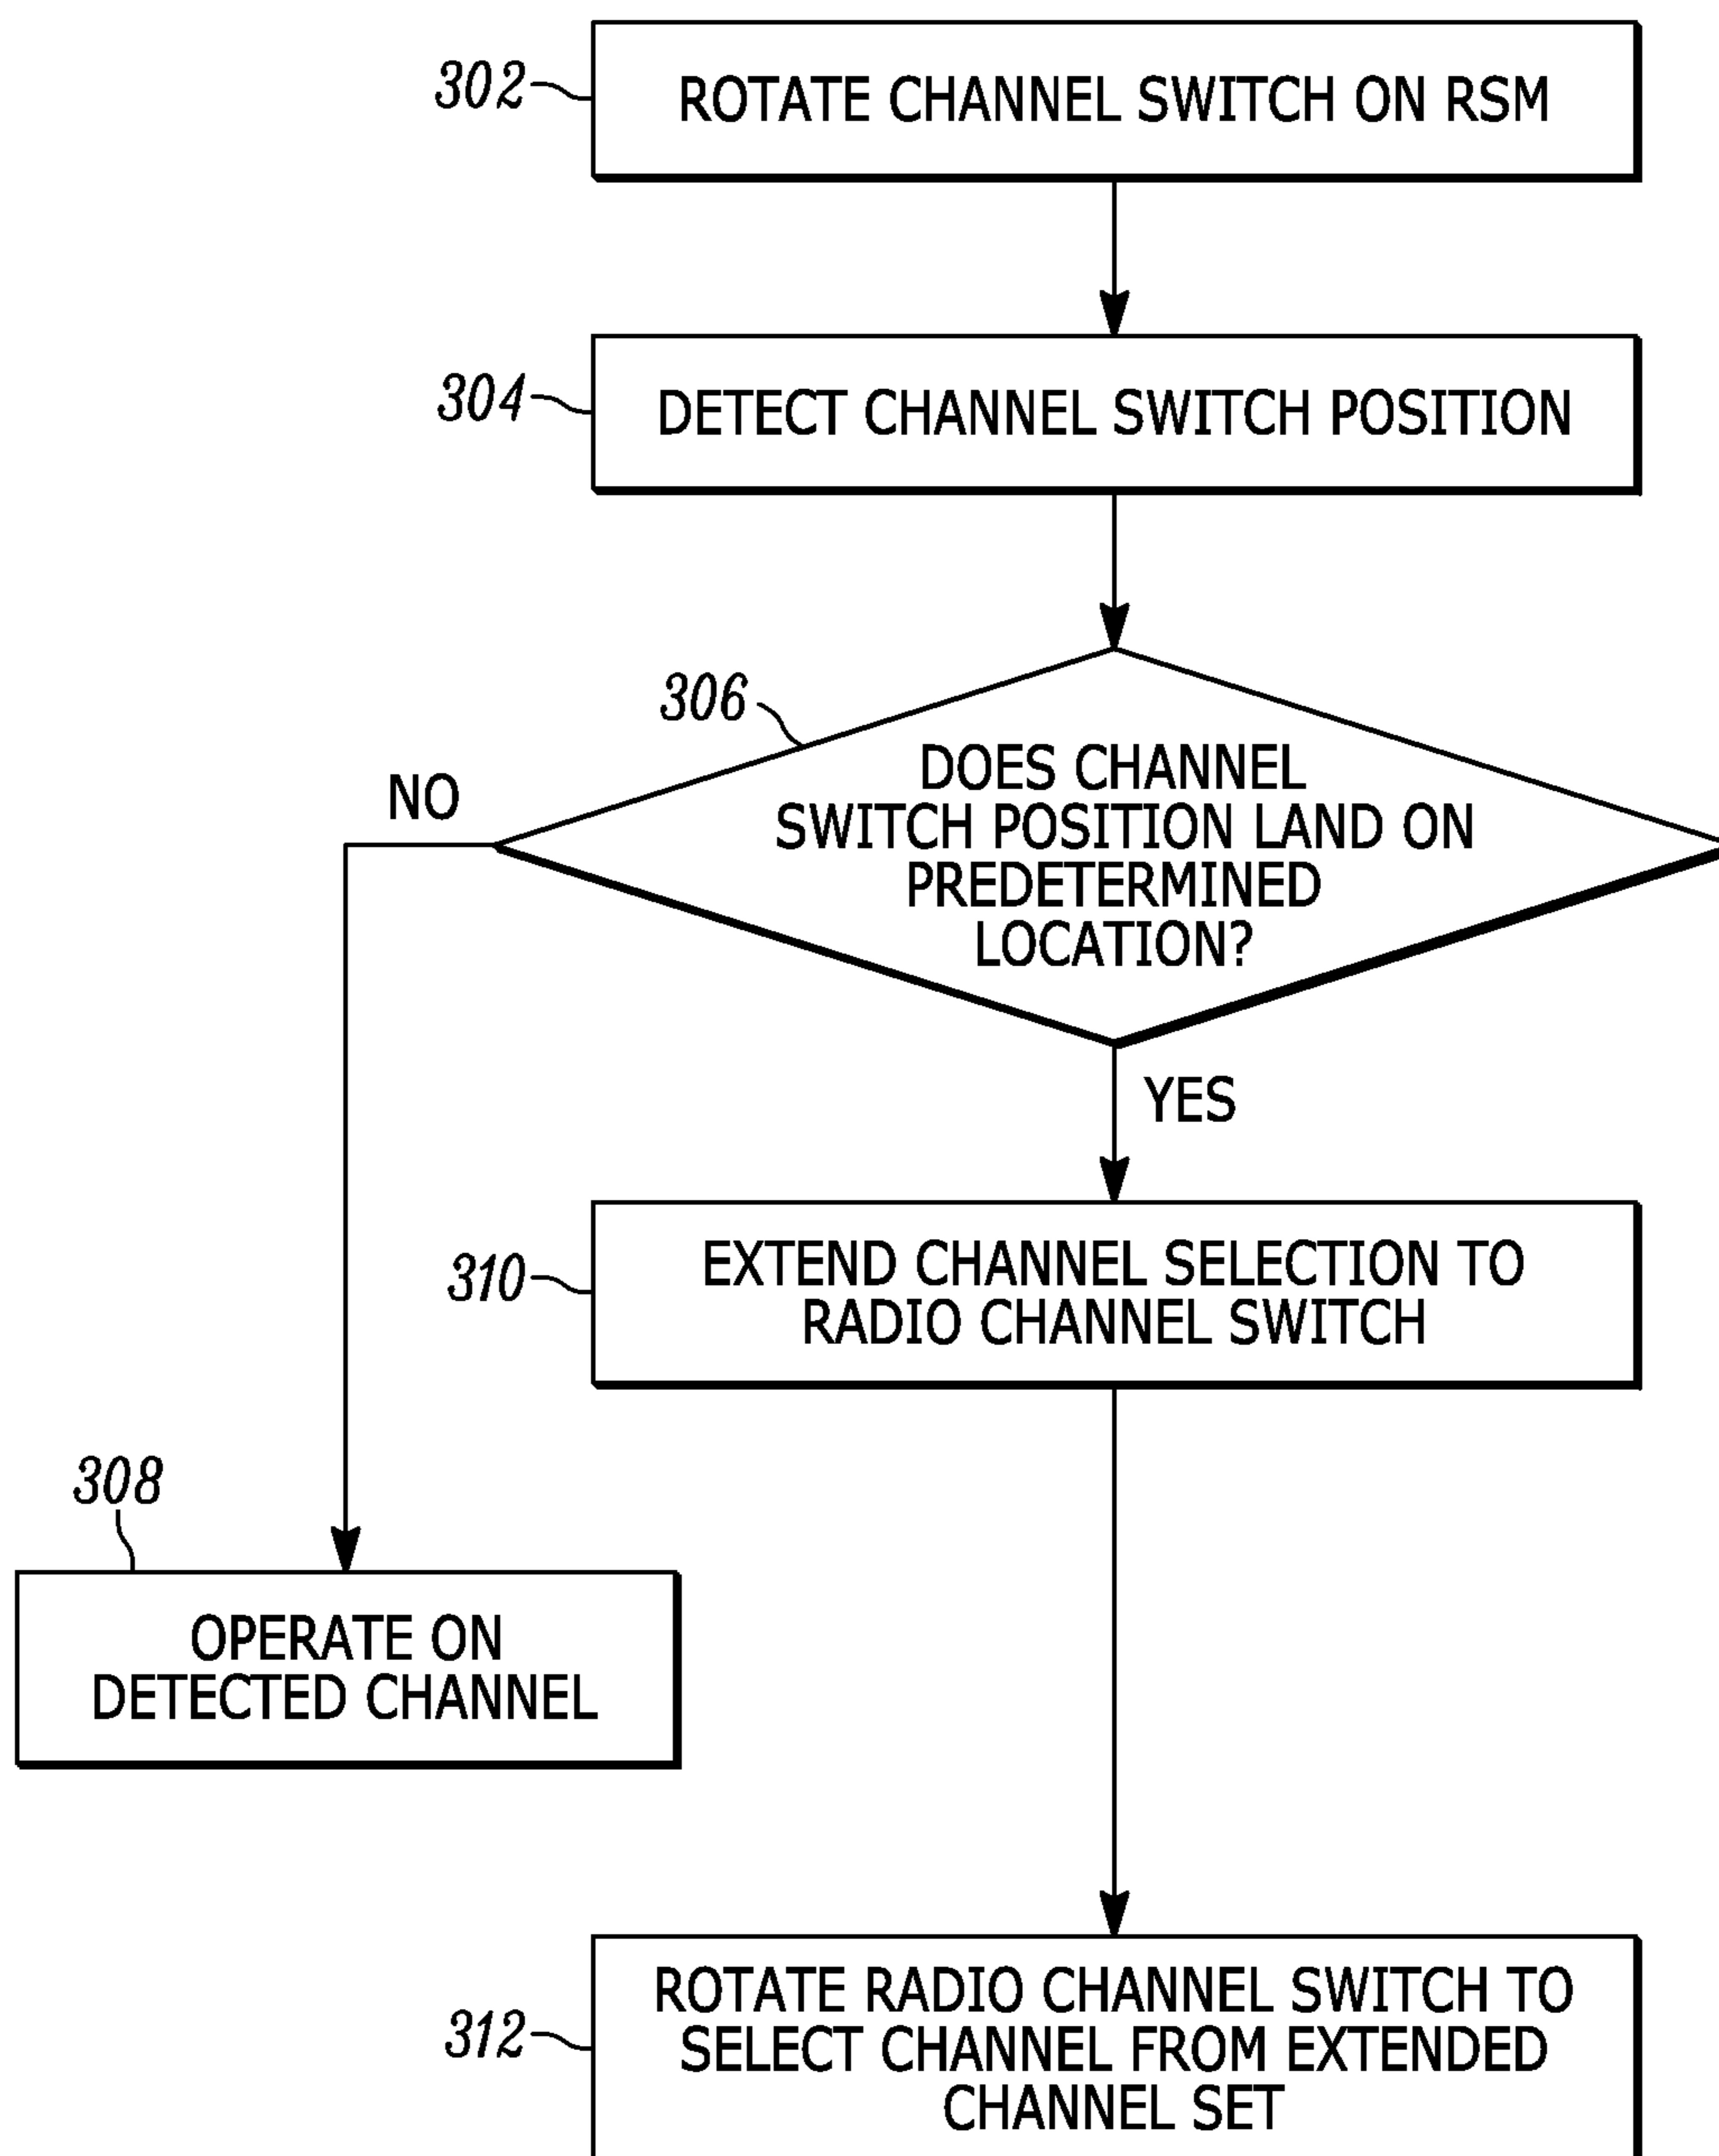 302
ROTATE CHANNEL SWITCH ON RSM
304
DETECT CHANNEL SWITCH POSITION
306
DOES CHANNEL
SWITCH POSITION LAND ON
PREDETERMINED
LOCATION?
NO
YES
310
EXTEND CHANNEL SELECTION TO
RADIO CHANNEL SWITCH
308
OPERATE ON
DETECTED CHANNEL
312
ROTATE RADIO CHANNEL SWITCH TO
SELECT CHANNEL FROM EXTENDED
CHANNEL SET